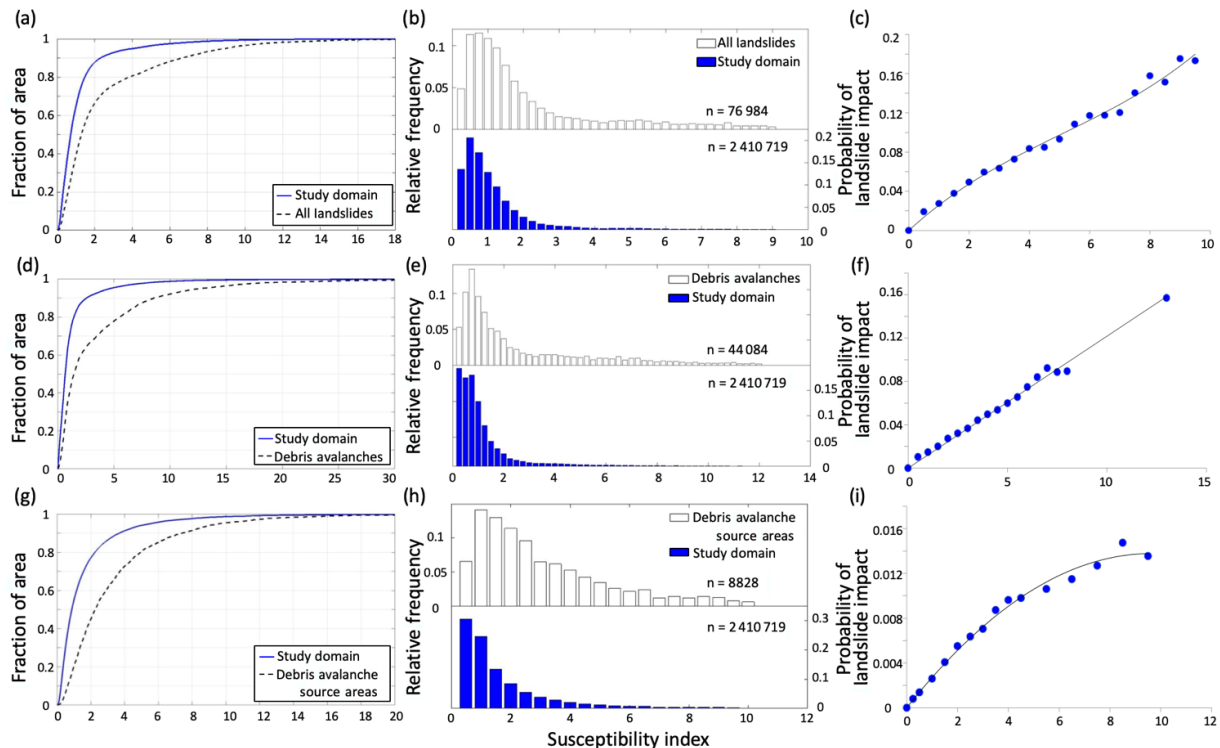 (a)
Fraction of area
1
0.8
0.6
0.4
0.2
0
Study domain
All landslides
0 2 4 6 8 10 12 14 16 18
(b)
Relative frequency
0.1
0.05
0
All landslides
Study domain
n = 76 984
n = 2 410 719
0.2
0.15
0.1
0.05
0
0 1 2 3 4 5 6 7 8 9 10
(c)
Probability of
landslide impact
0.2
0.16
0.12
0.08
0.04
0
0 2 4 6 8 10
(d)
Fraction of area
1
0.8
0.6
0.4
0.2
0
Study domain
Debris avalanches
0 5 10 15 20 25 30
(e)
Relative frequency
0.1
0.05
0
Debris avalanches
Study domain
n = 44 084
n = 2 410 719
0.15
0.1
0.05
0
0 2 4 6 8 10 12 14
(f)
Probability of
landslide impact
0.16
0.12
0.08
0.04
0
0 5 10 15
(g)
Fraction of area
1
0.8
0.6
0.4
0.2
0
Study domain
Debris avalanche
source areas
0 2 4 6 8 10 12 14 16 18 20
(h)
Relative frequency
0.1
0.05
0
Debris avalanche
source areas
Study domain
n = 8828
n = 2 410 719
0.3
0.2
0.1
0
0 2 4 6 8 10 12
Susceptibility index
(i)
Probability of
landslide impact
0.016
0.012
0.008
0.004
0
0 2 4 6 8 10 12